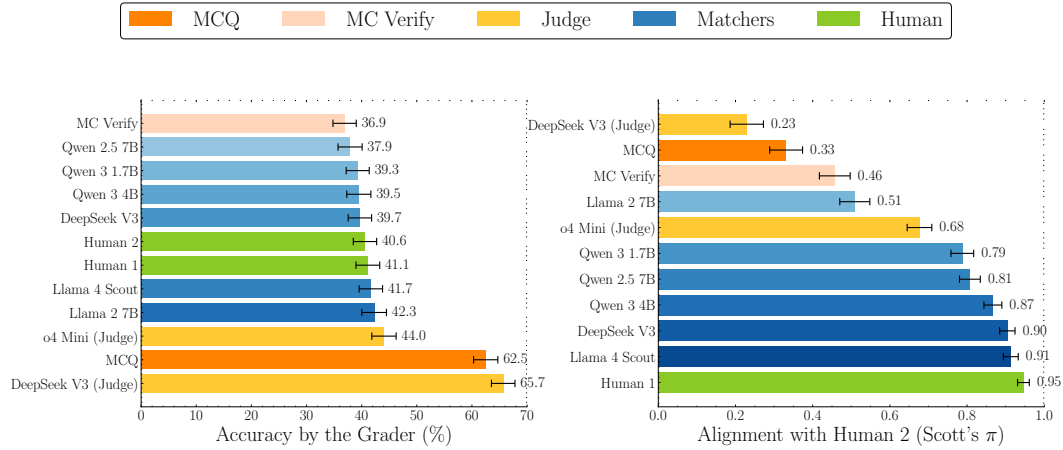 MCQ MC Verify Judge Matchers Human
MC Verify 36.9
Qwen 2.5 7B 37.9
Qwen 3 1.7B 39.3
Qwen 3 4B 39.5
DeepSeek V3 39.7
Human 2 40.6
Human 1 41.1
Llama 4 Scout 41.7
Llama 2 7B 42.3
o4 Mini (Judge) 44.0
MCQ 62.5
DeepSeek V3 (Judge) 65.7
0 10 20 30 40 50 60 70
Accuracy by the Grader (%)
DeepSeek V3 (Judge) 0.23
MCQ 0.33
MC Verify 0.46
Llama 2 7B 0.51
o4 Mini (Judge) 0.68
Qwen 3 1.7B 0.79
Qwen 2.5 7B 0.81
Qwen 3 4B 0.87
DeepSeek V3 0.90
Llama 4 Scout 0.91
Human 1 0.95
0.0 0.2 0.4 0.6 0.8 1.0
Alignment with Human 2 (Scott's π)